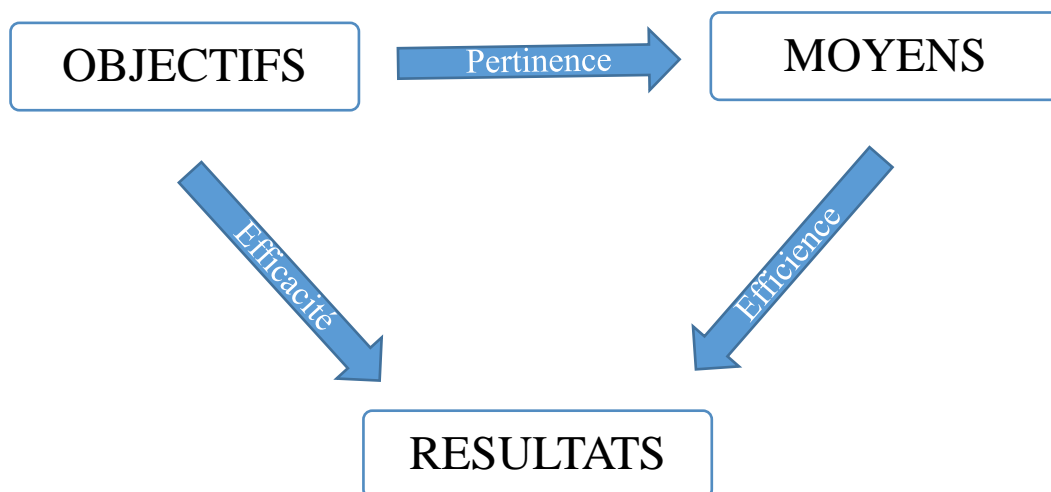 OBJECTIFS
Pertinence
MOYENS
Efficacité
Efficience
RESULTATS